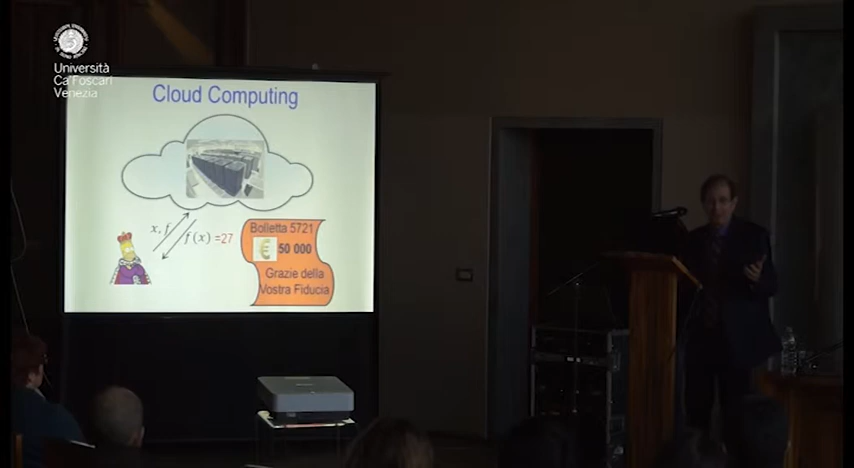 Università
Ca'Foscari
Venezia
Cloud Computing
x, f
f(x) =27
Bolletta 5721
€ 50 000
Grazie della
Vostra Fiducia